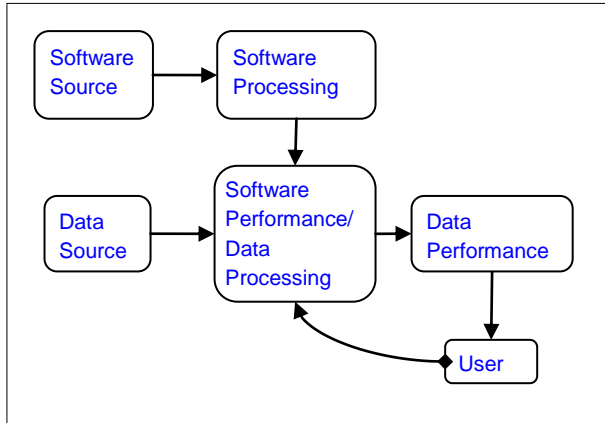 Software
Source
Software
Processing
Software
Performance/
Data
Processing
Data
Source
Data
Performance
User